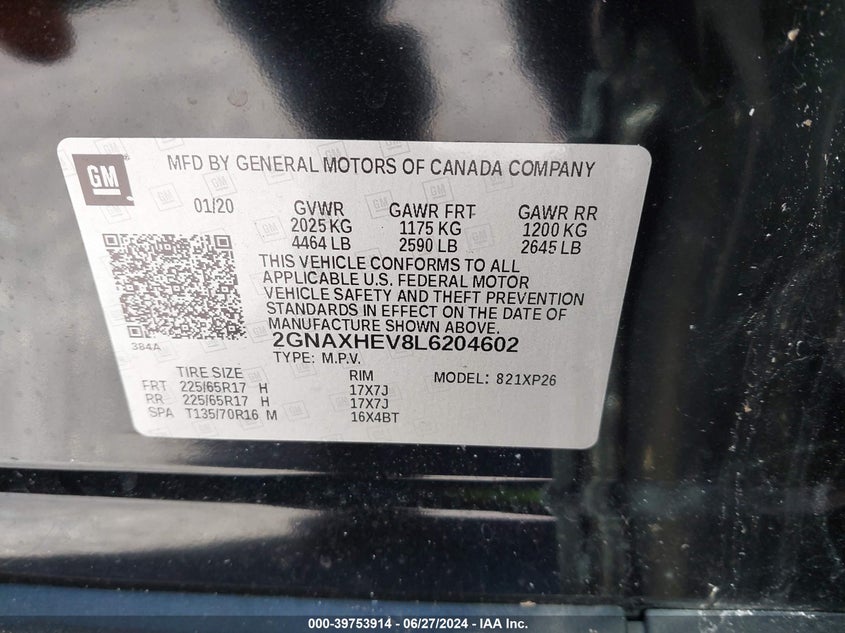 GM
MFD BY GENERAL MOTORS OF CANADA COMPANY
01/20 GVWR GAWR FRT GAWR RR
2025 KG 1175 KG 1200 KG
4464 LB 2590 LB 2645 LB
THIS VEHICLE CONFORMS TO ALL
APPLICABLE U.S. FEDERAL MOTOR
VEHICLE SAFETY AND THEFT PREVENTION
STANDARDS IN EFFECT ON THE DATE OF
MANUFACTURE SHOWN ABOVE.
384A 2GNAXHEV8L6204602
TYPE: M.P.V.
TIRE SIZE RIM MODEL: 821XP26
FRT 225/65R17 H 17X7J
RR 225/65R17 H 17X7J
SPA T135/70R16 M 16X4BT
000-39753914 - 06/27/2024 - IAA Inc.